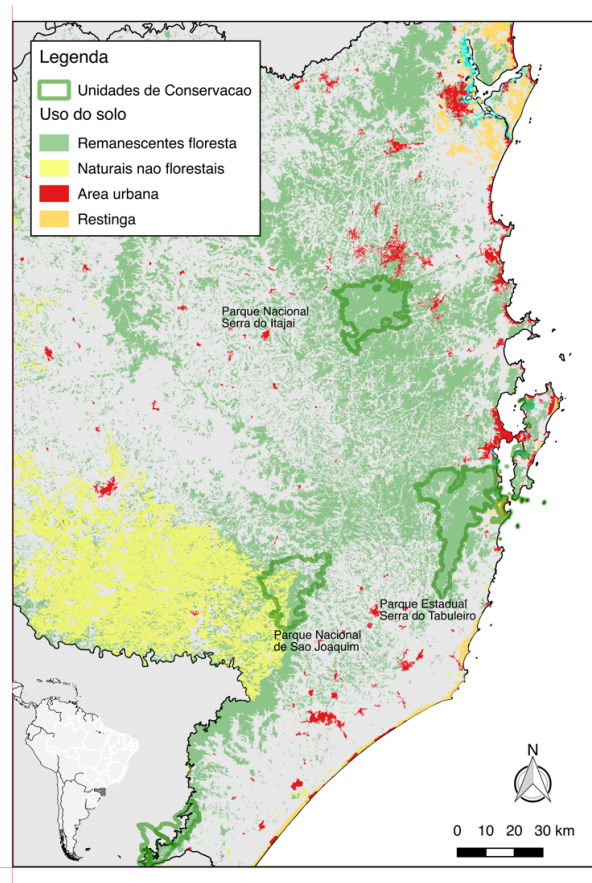 Legenda
Unidades de Conservacao
Uso do solo
Remanescentes floresta
Naturais nao florestais
Area urbana
Restinga
Parque Nacional
Serra do Itajai
Parque Estadual
Serra do Tabuleiro
Parque Nacional
de Sao Joaquim
N
0 10 20 30 km